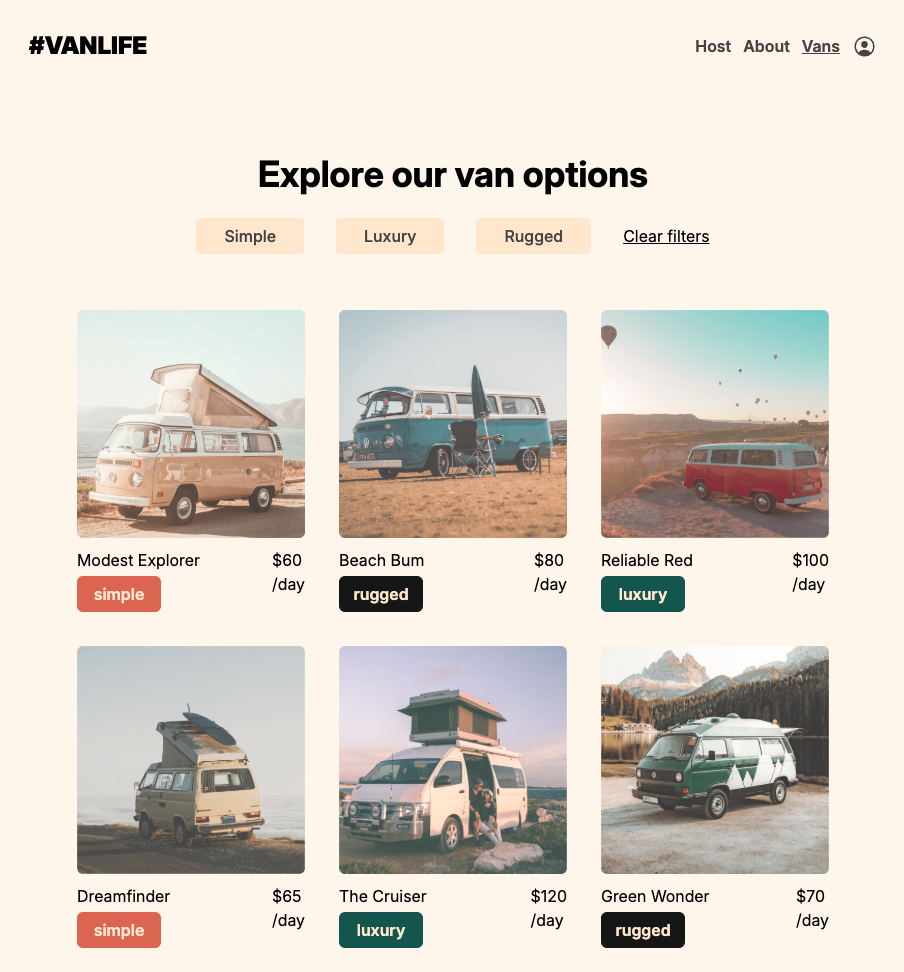 #VANLIFE
Host About Vans
Explore our van options
Simple Luxury Rugged Clear filters
Modest Explorer $60
/day
simple
Beach Bum $80
/day
rugged
Reliable Red $100
/day
luxury
Dreamfinder $65
/day
simple
The Cruiser $120
/day
luxury
Green Wonder $70
/day
rugged